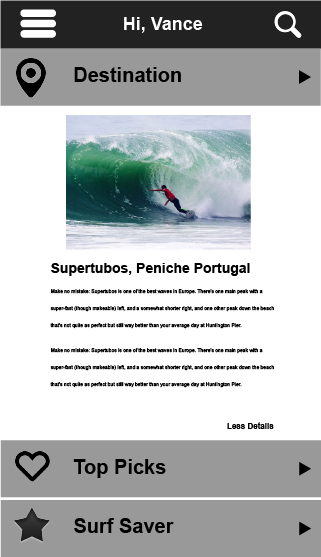 Hi, Vance
Destination
Supertubos, Peniche Portugal
Make no mistake: Supertubos is one of the best waves in Europe. There's one main peak with a
super-fast (though makeable) left, and a somewhat shorter right, and one other peak down the beach
that's not quite as perfect but still way better than your average day at Huntington Pier.
Make no mistake: Supertubos is one of the best waves in Europe. There's one main peak with a
super-fast (though makeable) left, and a somewhat shorter right, and one other peak down the beach
that's not quite as perfect but still way better than your average day at Huntington Pier.
Less Details
Top Picks
Surf Saver